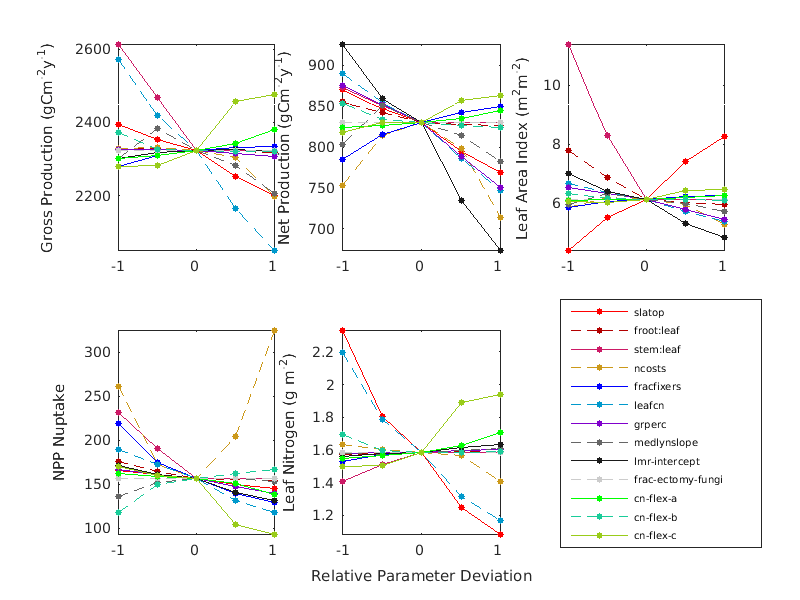 Gross Production (gCm-2y-1)
2600
2400
2200
-1 0 1
Net Production (gCm-2y-1)
900
850
800
750
700
-1 0 1
Leaf Area Index (m2m-2)
10
8
6
-1 0 1
NPP Nuptake
300
250
200
150
100
-1 0 1
Leaf Nitrogen (g m-2)
2.2
2
1.8
1.6
1.4
1.2
-1 0 1
Relative Parameter Deviation
slatop
froot:leaf
stem:leaf
ncosts
fracfixers
leafcn
grperc
medlynslope
lmr-intercept
frac-ectomy-fungi
cn-flex-a
cn-flex-b
cn-flex-c